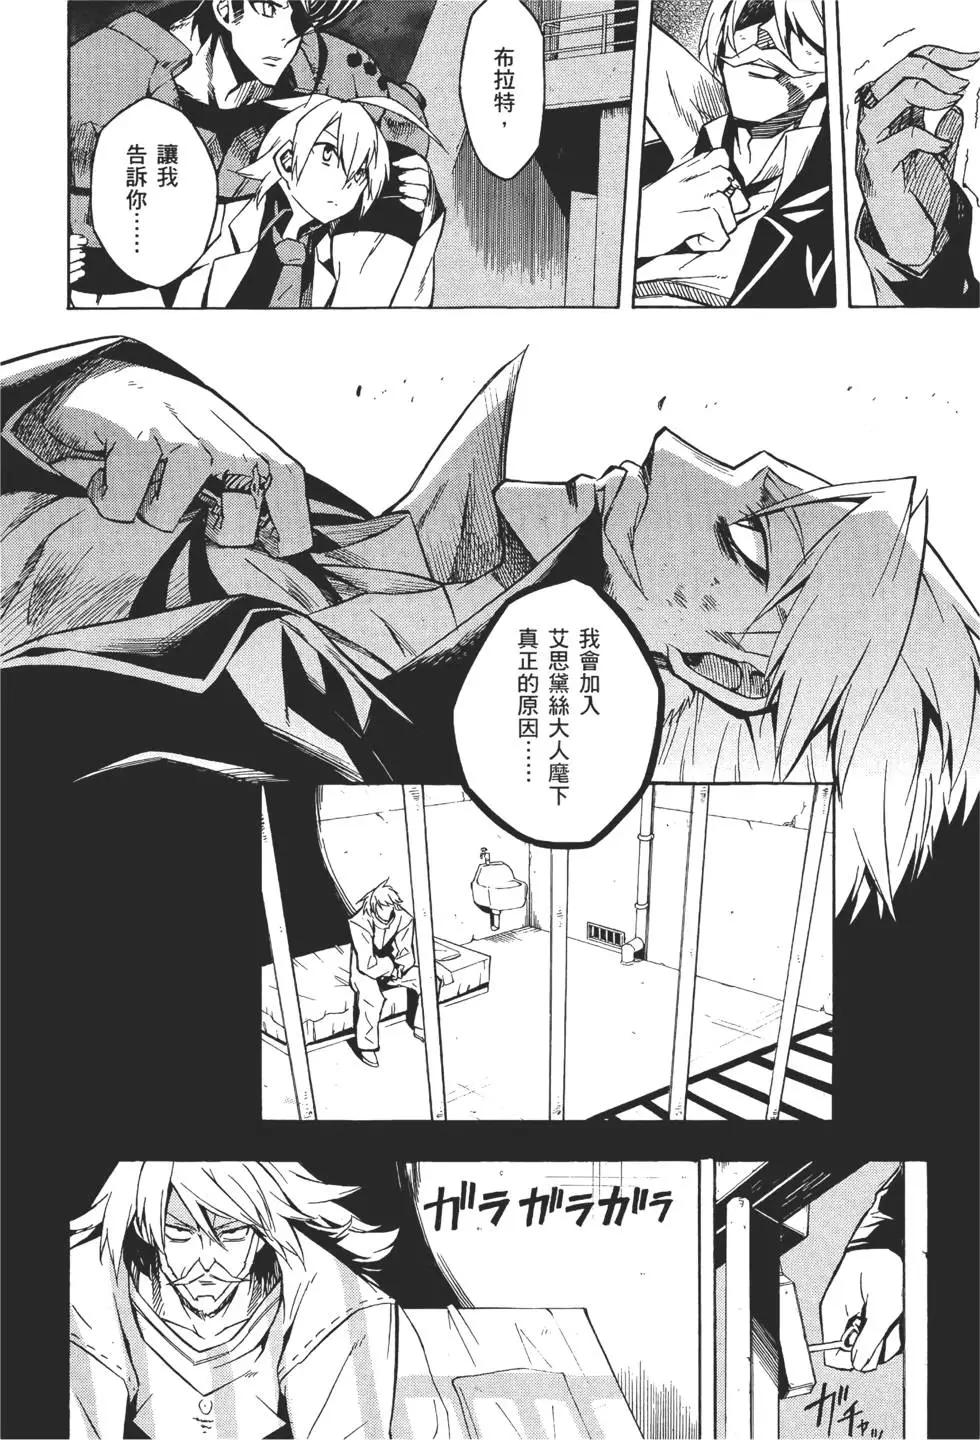 布拉特，
讓我
告訴你……
我會加入
艾思黛絲大人麾下
真正的原因……
ガラガラガラ
ガチャ